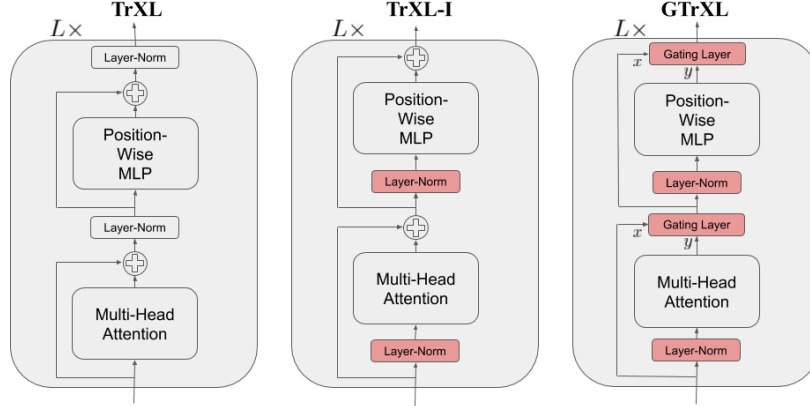 TrXL
L×
Layer-Norm
Position-
Wise
MLP
Layer-Norm
Multi-Head
Attention
TrXL-I
L×
Position-
Wise
MLP
Layer-Norm
Multi-Head
Attention
Layer-Norm
GTrXL
L×
Gating Layer
x
y
Position-
Wise
MLP
Layer-Norm
Gating Layer
x
y
Multi-Head
Attention
Layer-Norm